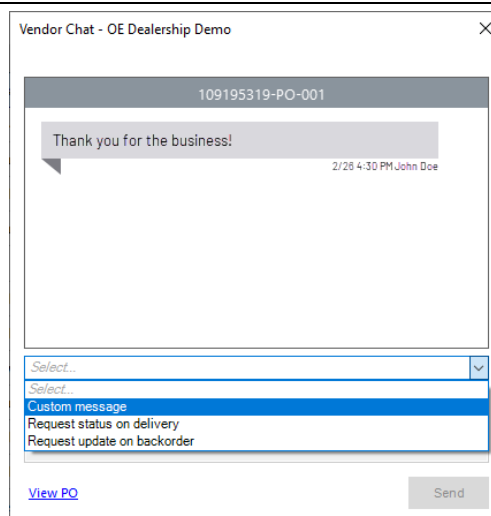 Vendor Chat - OE Dealership Demo
109195319-PO-001
Thank you for the business!
2/26 4:30 PM John Doe
Select...
Select...
Custom message
Request status on delivery
Request update on backorder
View PO
Send